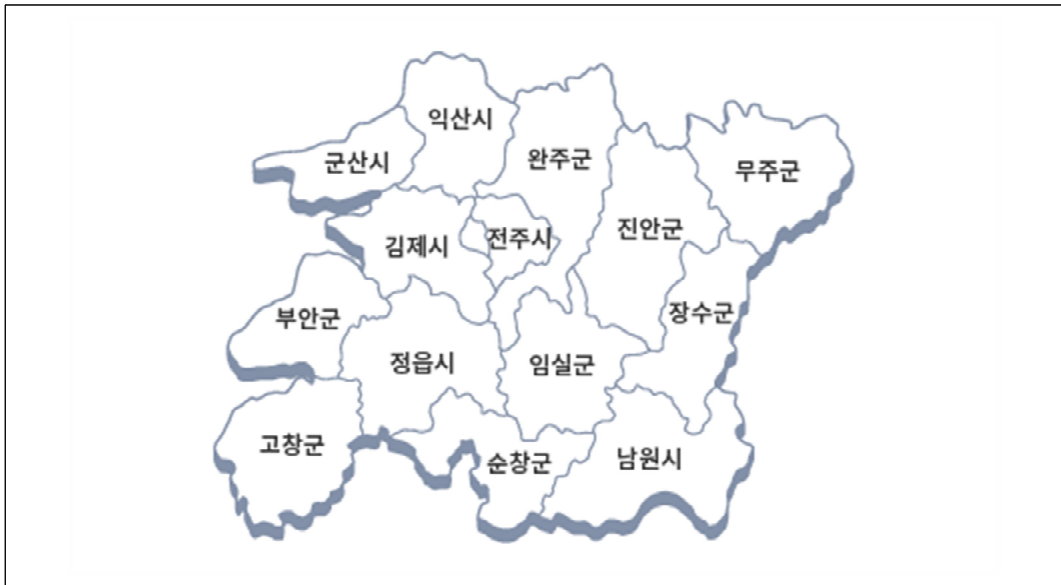 익산시
군산시
완주군
무주군
김제시
전주시
진안군
부안군
장수군
정읍시
임실군
고창군
순창군
남원시